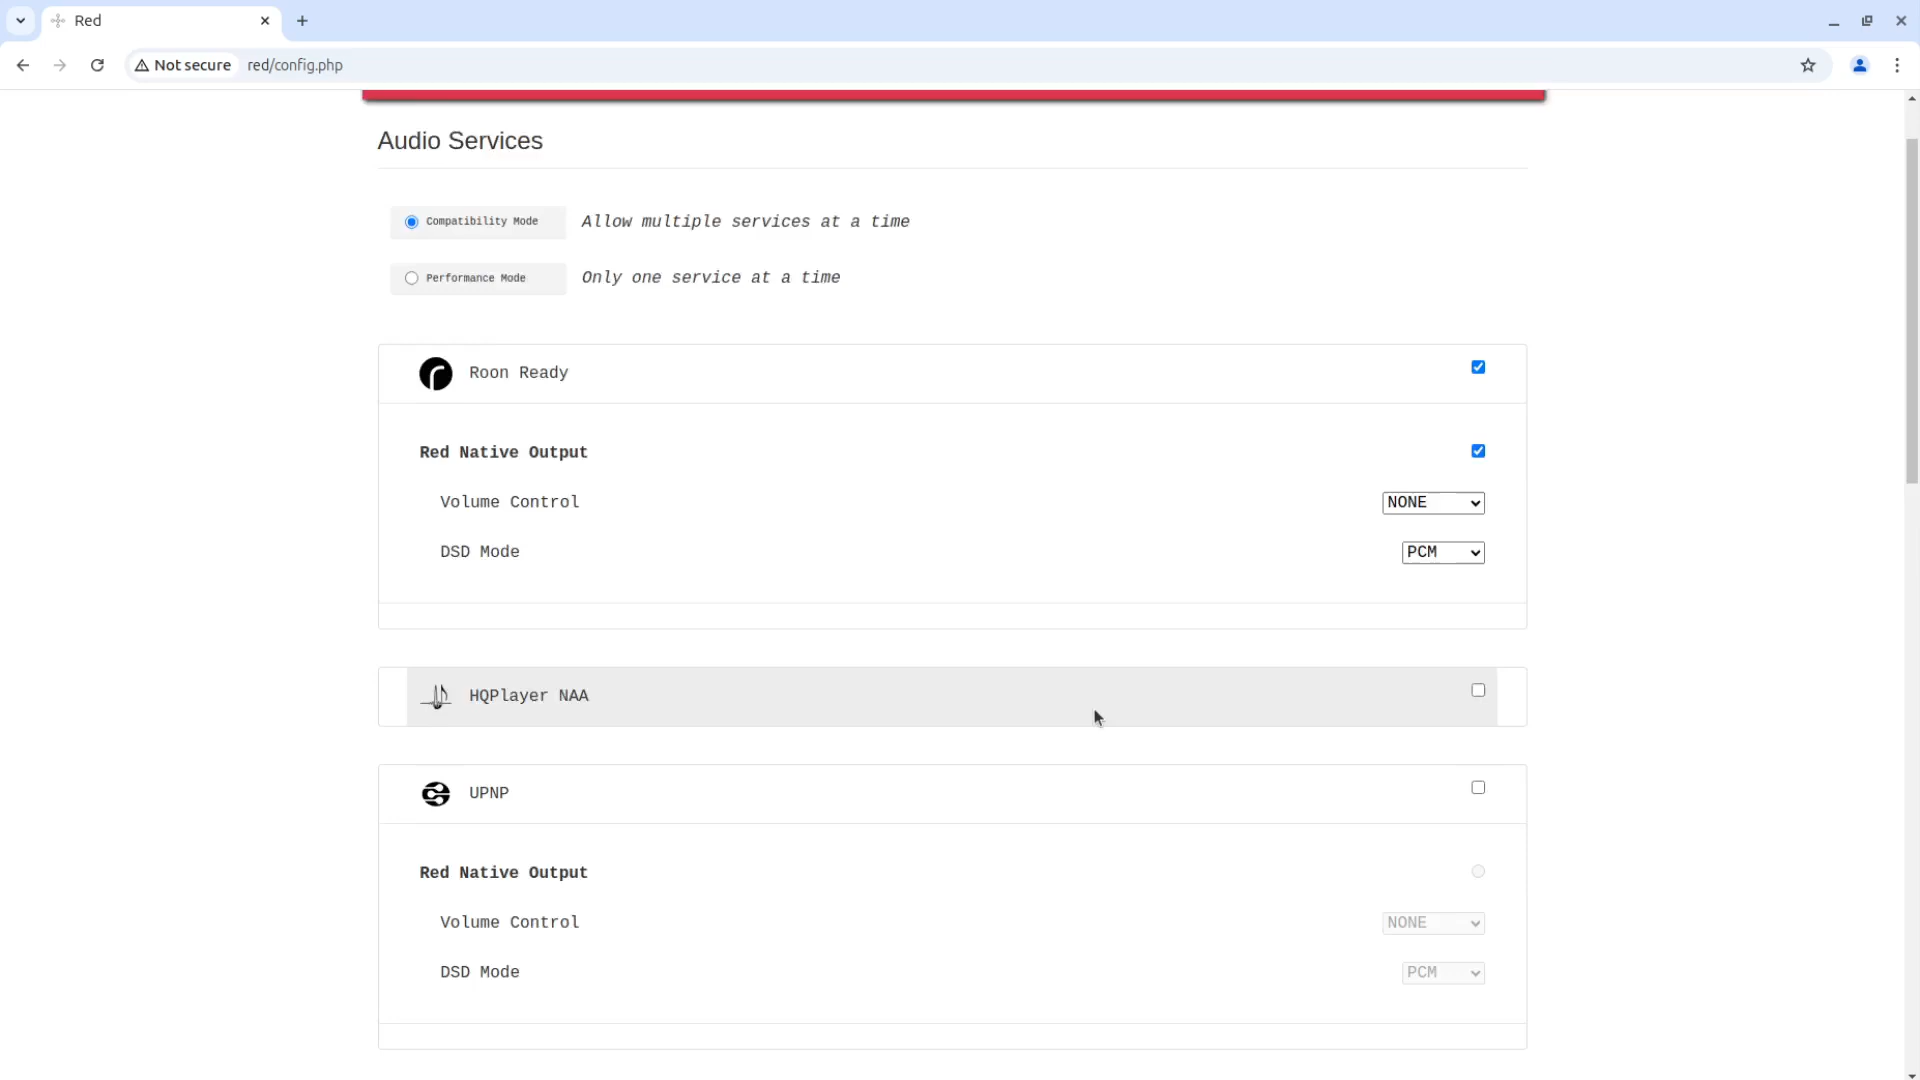 Red
Not secure
red/config.php
Audio Services
Compatibility Mode
Allow multiple services at a time
Performance Mode
Only one service at a time
Roon Ready
Red Native Output
Volume Control
NONE
DSD Mode
PCM
HQPlayer NAA
UPNP
Red Native Output
Volume Control
NONE
DSD Mode
PCM